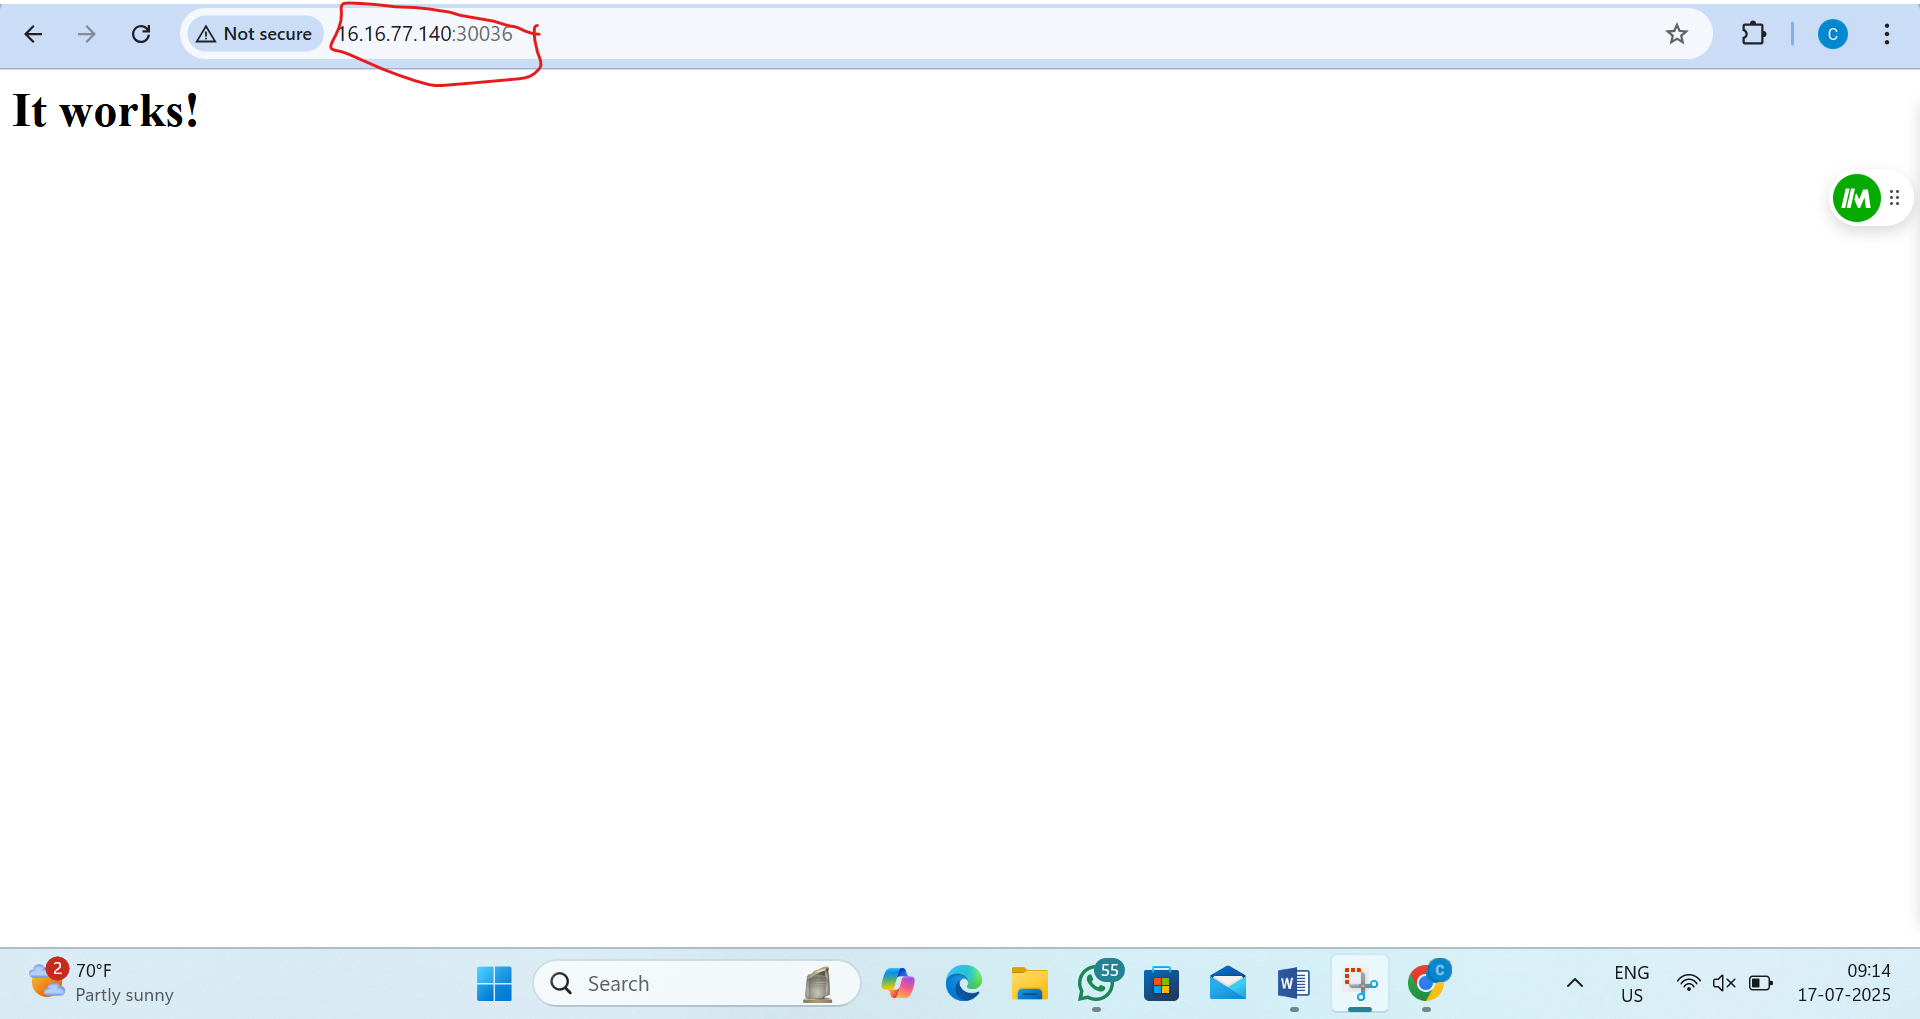 Not secure 16.16.77.140:30036
C
It works!
2
70°F
Partly sunny
Search
55
W
C
ENG
US
09:14
17-07-2025